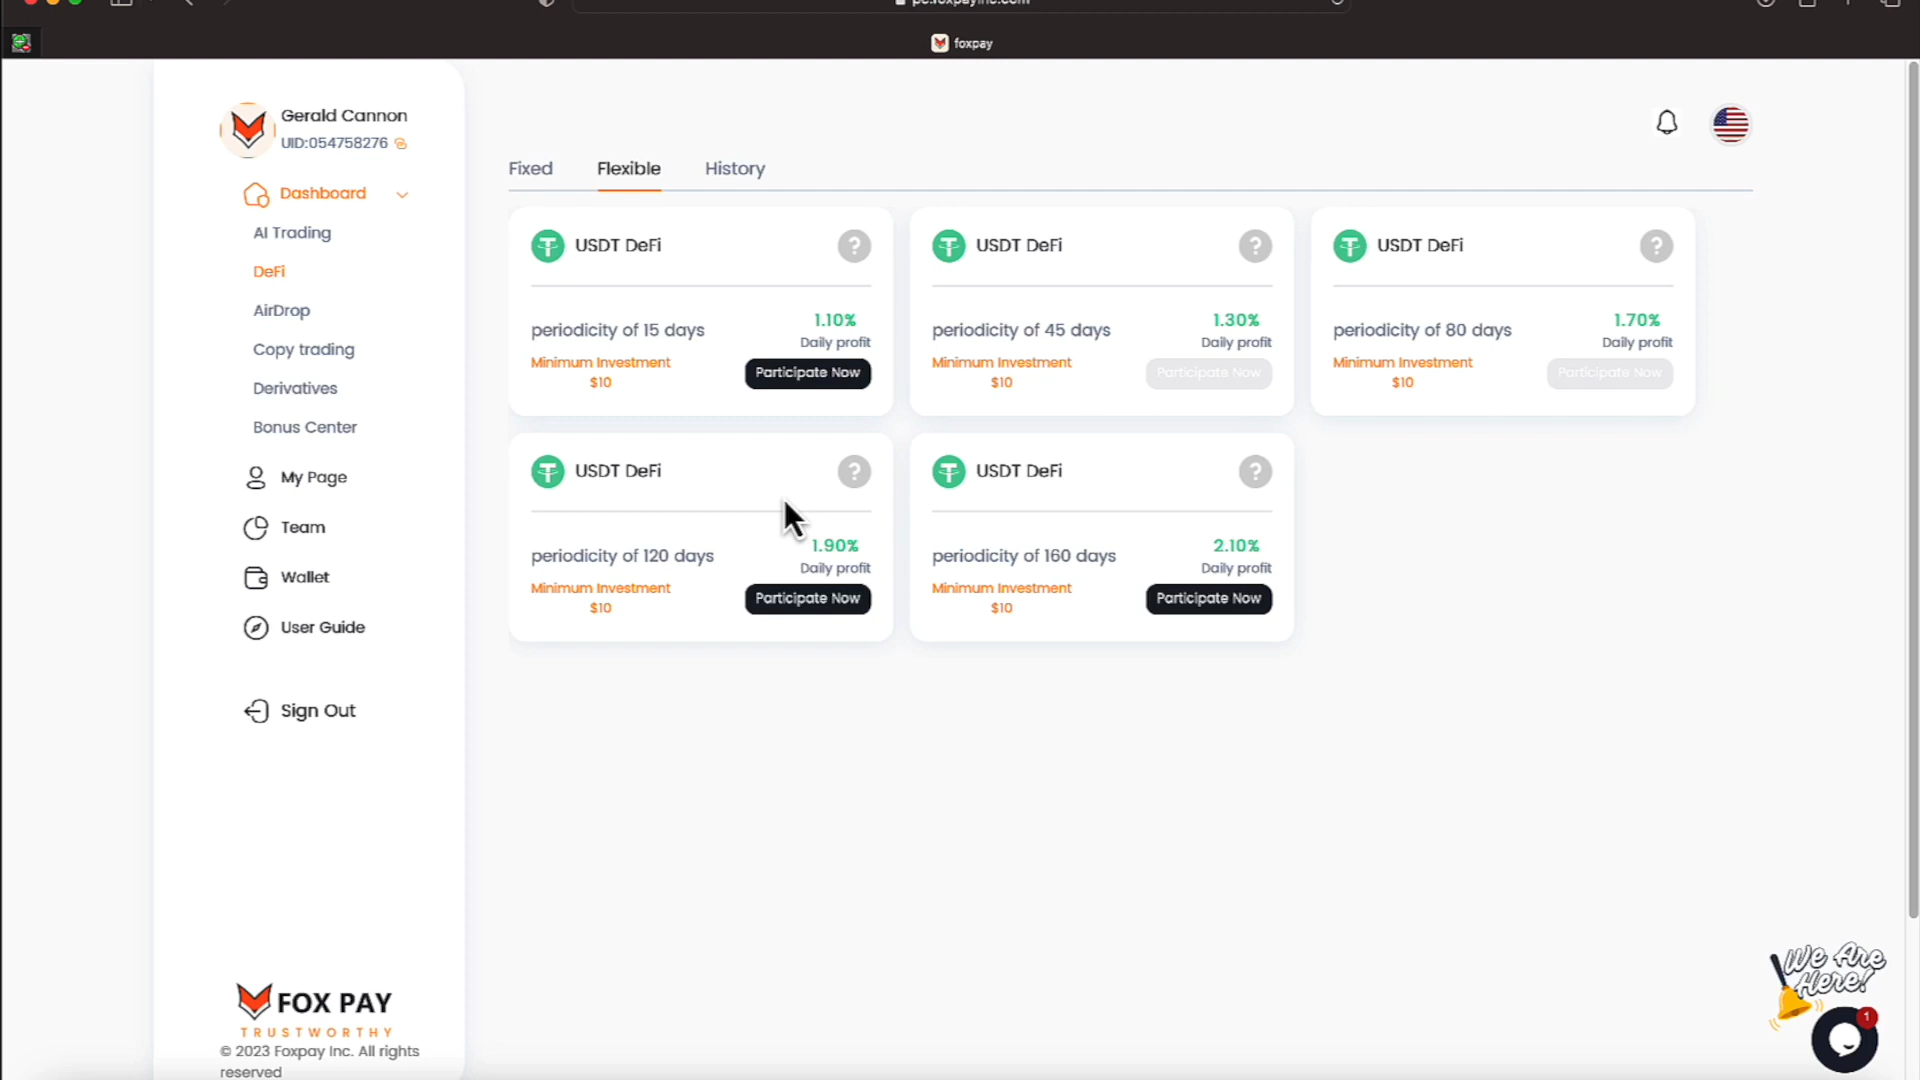 foxpay
Gerald Cannon
UID:054758276
Dashboard
AI Trading
DeFi
AirDrop
Copy trading
Derivatives
Bonus Center
My Page
Team
Wallet
User Guide
Sign Out
FOX PAY
TRUSTWORTHY
© 2023 Foxpay Inc. All rights
reserved
Fixed Flexible History
USDT DeFi
?
periodicity of 15 days
1.10%
Daily profit
Minimum Investment
$10
Participate Now
USDT DeFi
?
periodicity of 45 days
1.30%
Daily profit
Minimum Investment
$10
Participate Now
USDT DeFi
?
periodicity of 80 days
1.70%
Daily profit
Minimum Investment
$10
Participate Now
USDT DeFi
?
periodicity of 120 days
1.90%
Daily profit
Minimum Investment
$10
Participate Now
USDT DeFi
?
periodicity of 160 days
2.10%
Daily profit
Minimum Investment
$10
Participate Now
We Are
Here!
1